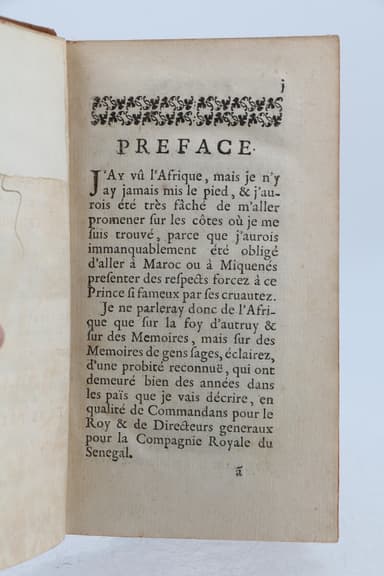 j
PREFACE.
J'AY vû l'Afrique, mais je n'y
ay jamais mis le pied, & j'au-
rois été très fâché de m'aller
promener sur les côtes où je me
suis trouvé, parce que j'aurois
immanquablement été obligé
d'aller à Maroc ou à Miquenés
presenter des respects forcez à ce
Prince si fameux par ses cruautez.
Je ne parleray donc de l'Afri-
que que sur la foy d'autruy &
sur des Memoires, mais sur des
Memoires de gens sages, éclairez,
d'une probité reconnuë, qui ont
demeuré bien des années dans
les païs que je vais décrire, en
qualité de Commandans pour le
Roy & de Directeurs generaux
pour la Compagnie Royale du
Senegal.
ã